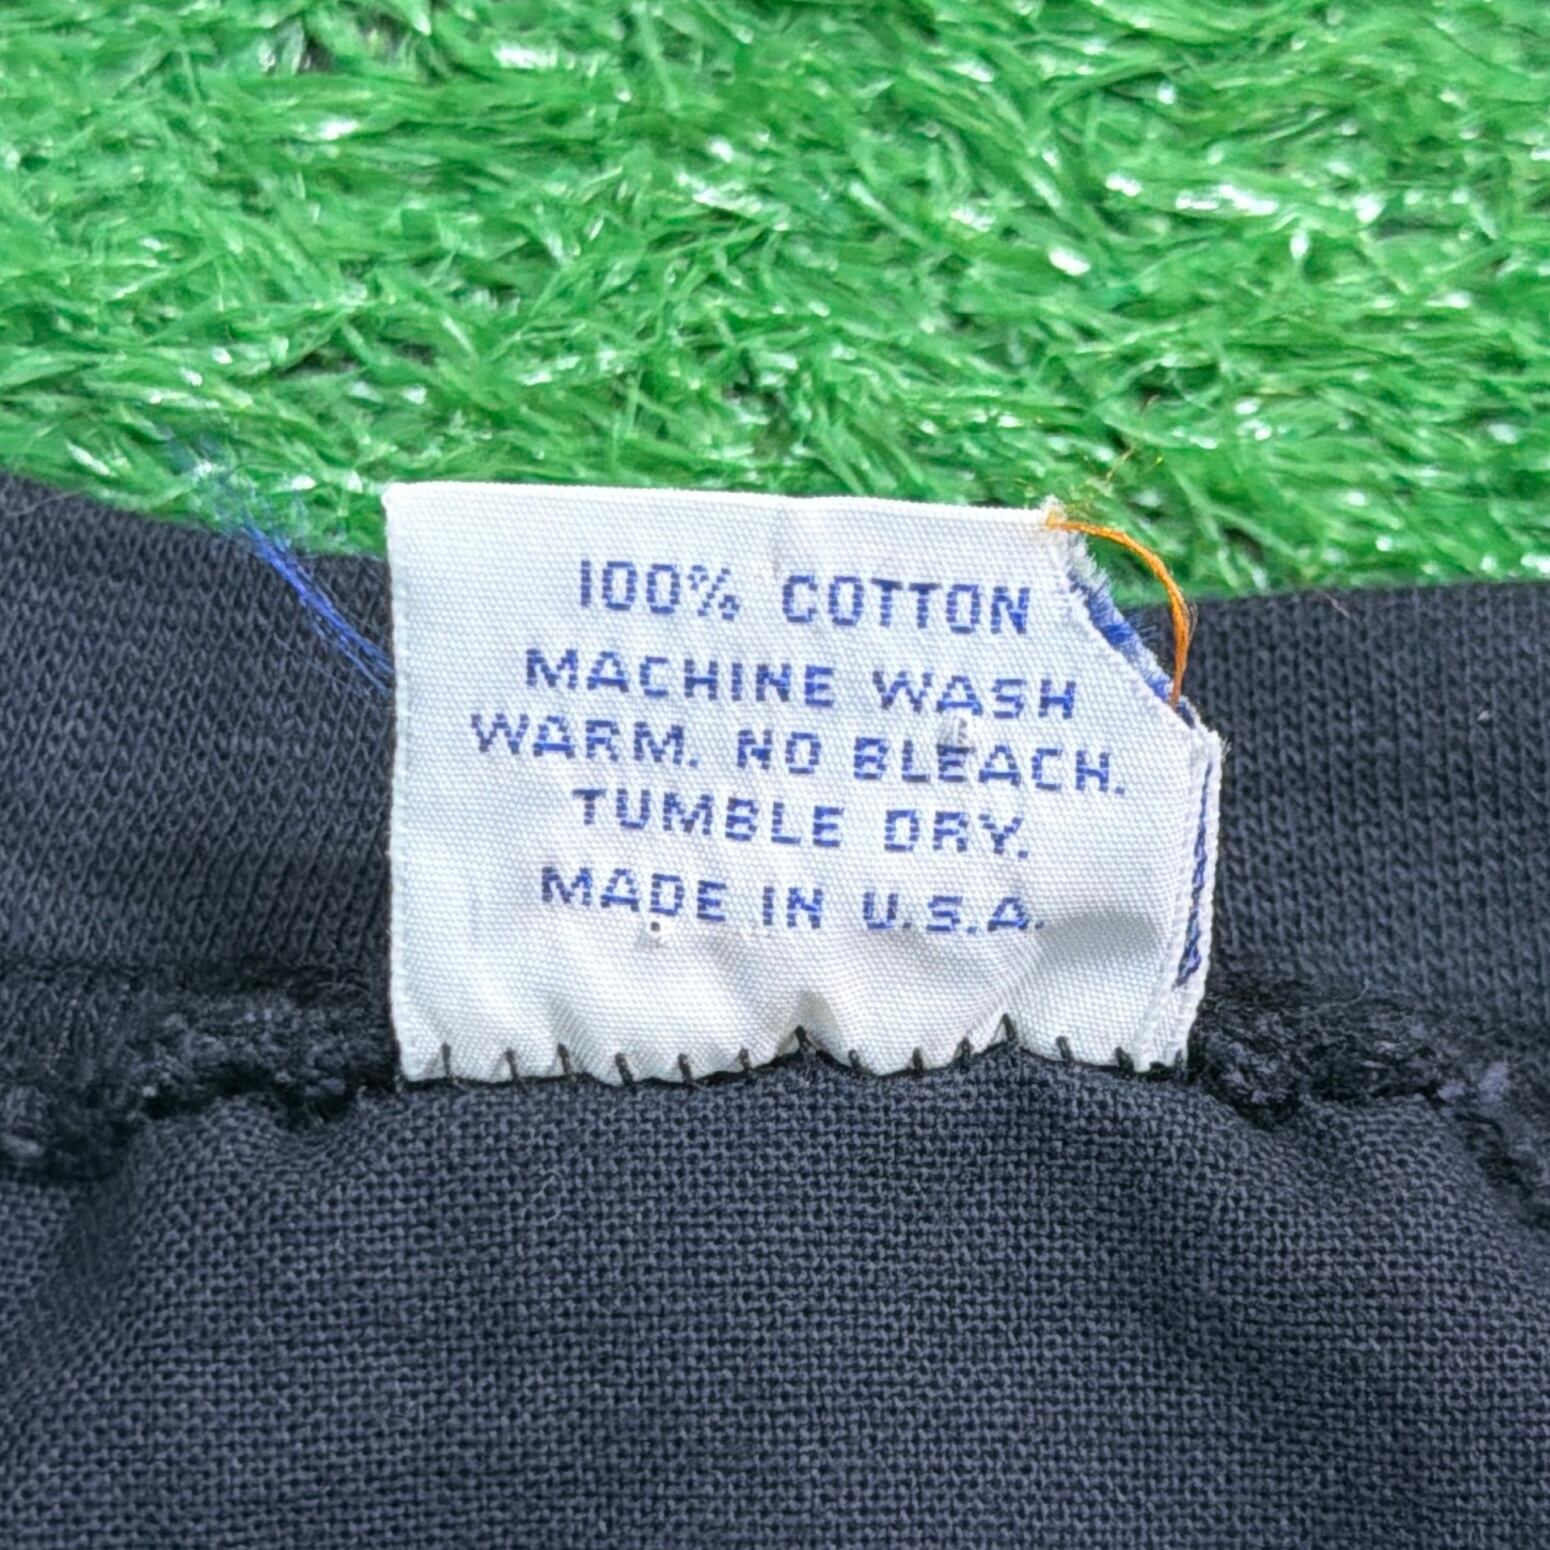 100% COTTON
MACHINE WASH
WARM. NO BLEACH.
TUMBLE DRY.
MADE IN U.S.A.